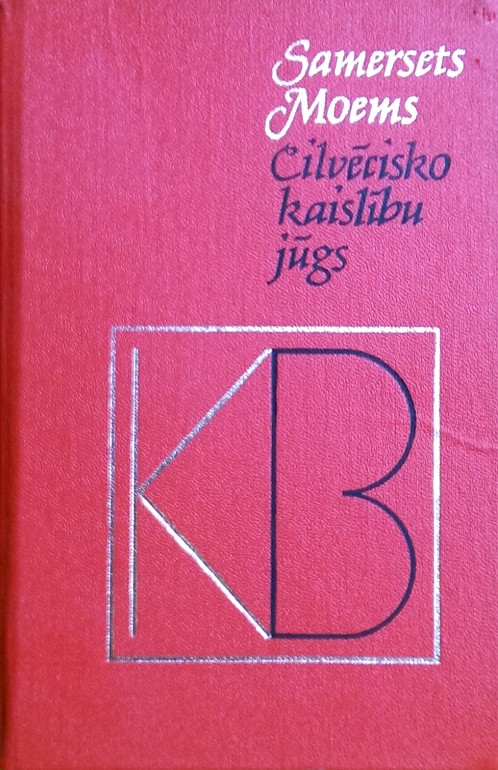 Samersets
Moems
Cilvēcisko
kaislību
jūgs
KB